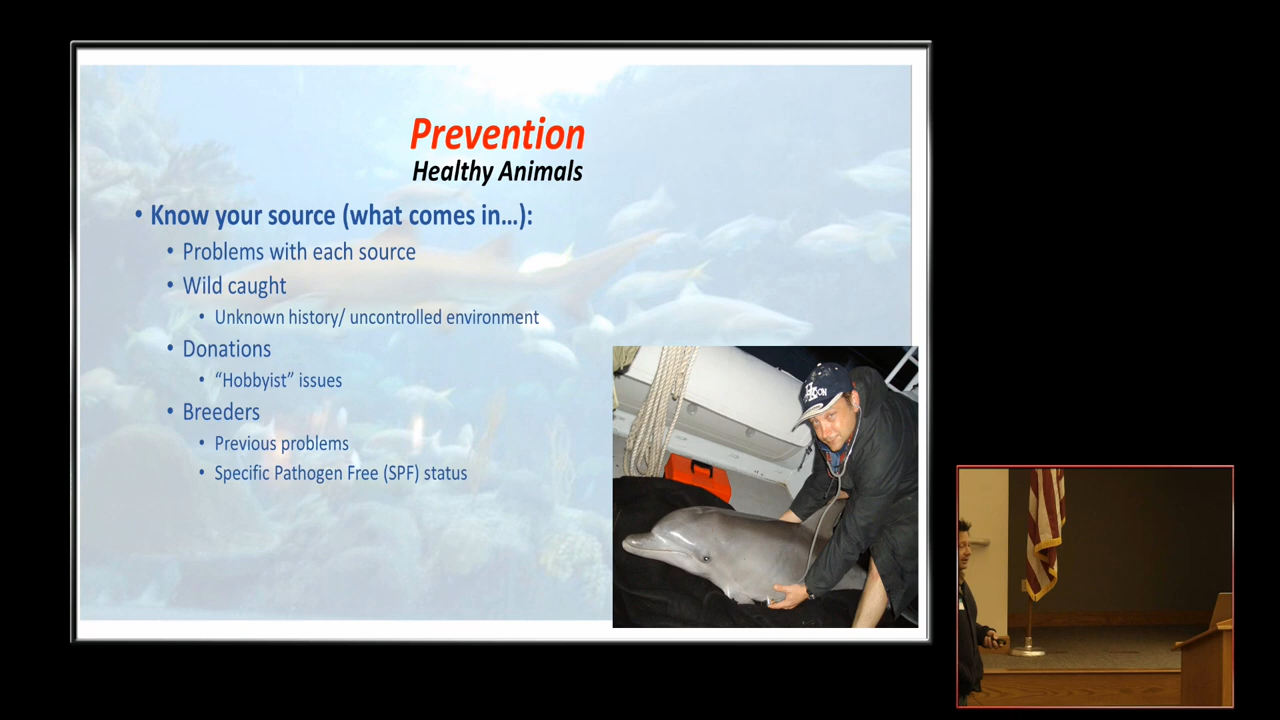 Prevention
Healthy Animals
• Know your source (what comes in…):
• Problems with each source
• Wild caught
• Unknown history/ uncontrolled environment
• Donations
• “Hobbyist” issues
• Breeders
• Previous problems
• Specific Pathogen Free (SPF) status